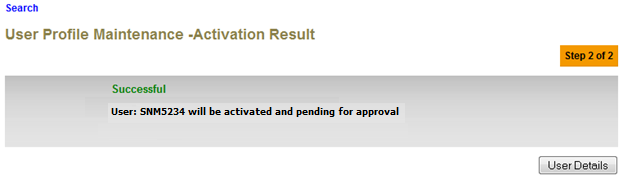 Search
User Profile Maintenance -Activation Result
Step 2 of 2
Successful
User: SNM5234 will be activated and pending for approval
User Details